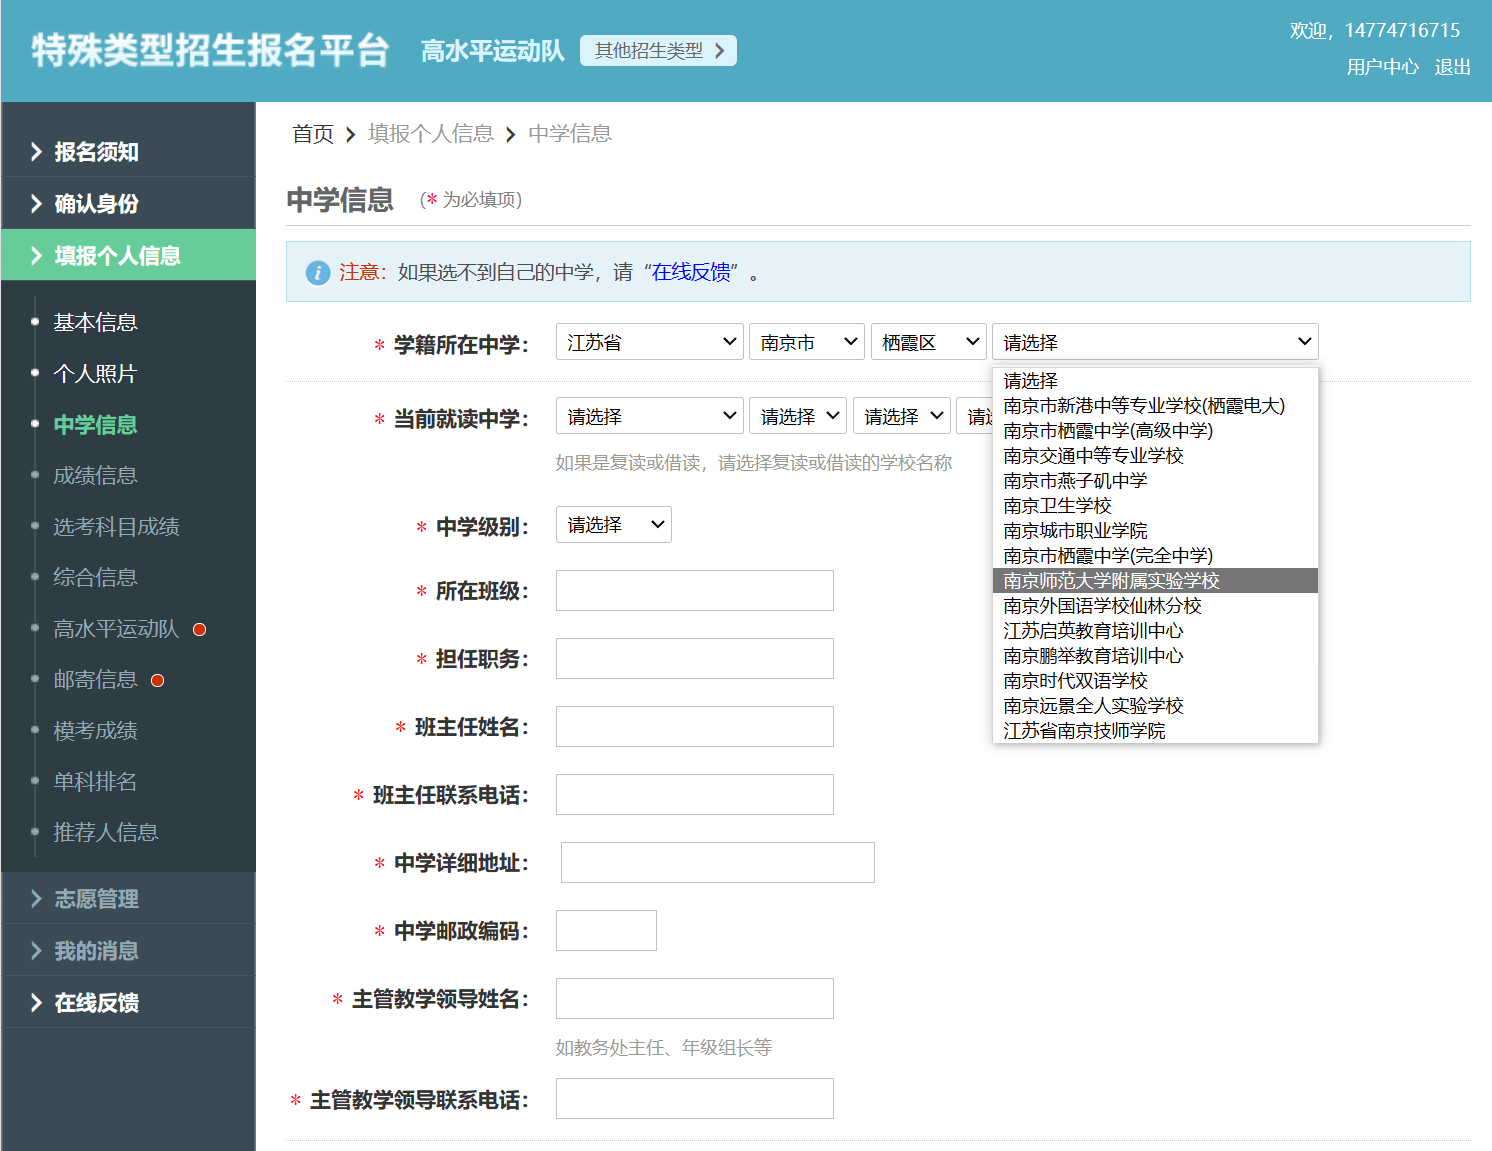 特殊类型招生报名平台
高水平运动队
其他招生类型
欢迎，14774716715
用户中心 退出
报名须知
确认身份
填报个人信息
基本信息
个人照片
中学信息
成绩信息
选考科目成绩
综合信息
高水平运动队
邮寄信息
模考成绩
单科排名
推荐人信息
志愿管理
我的消息
在线反馈
首页 填报个人信息 中学信息
中学信息 (* 为必填项)
注意：如果选不到自己的中学，请“在线反馈”。
* 学籍所在中学： 江苏省 南京市 栖霞区 请选择
请选择
南京市新港中等专业学校(栖霞电大)
南京市栖霞中学(高级中学)
南京交通中等专业学校
南京市燕子矶中学
南京卫生学校
南京城市职业学院
南京市栖霞中学(完全中学)
南京师范大学附属实验学校
南京外国语学校仙林分校
江苏启英教育培训中心
南京鹏举教育培训中心
南京时代双语学校
南京远景全人实验学校
江苏省南京技师学院
* 当前就读中学： 请选择 请选择 请选择
如果是复读或借读，请选择复读或借读的学校名称
* 中学级别： 请选择
* 所在班级：
* 担任职务：
* 班主任姓名：
* 班主任联系电话：
* 中学详细地址：
* 中学邮政编码：
* 主管教学领导姓名：
如教务处主任、年级组长等
* 主管教学领导联系电话：